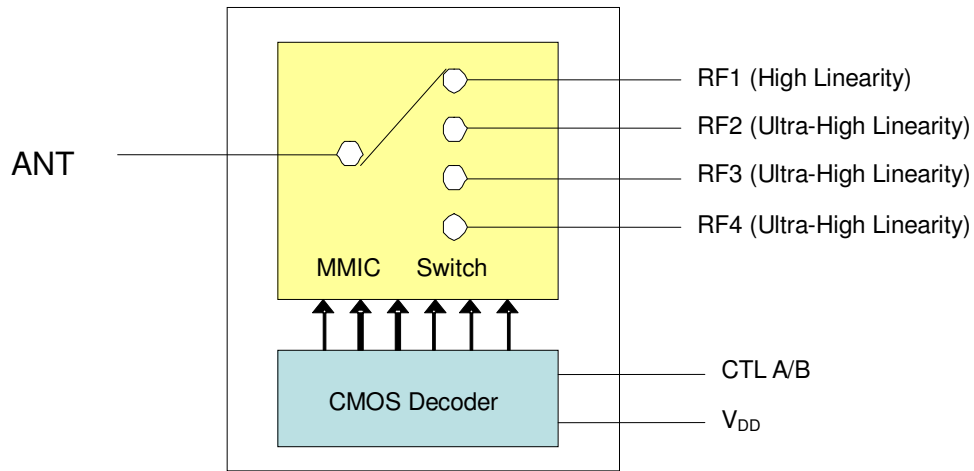 RF1 (High Linearity)
RF2 (Ultra-High Linearity)
ANT
RF3 (Ultra-High Linearity)
RF4 (Ultra-High Linearity)
MMIC Switch
CTL A/B
CMOS Decoder
VDD